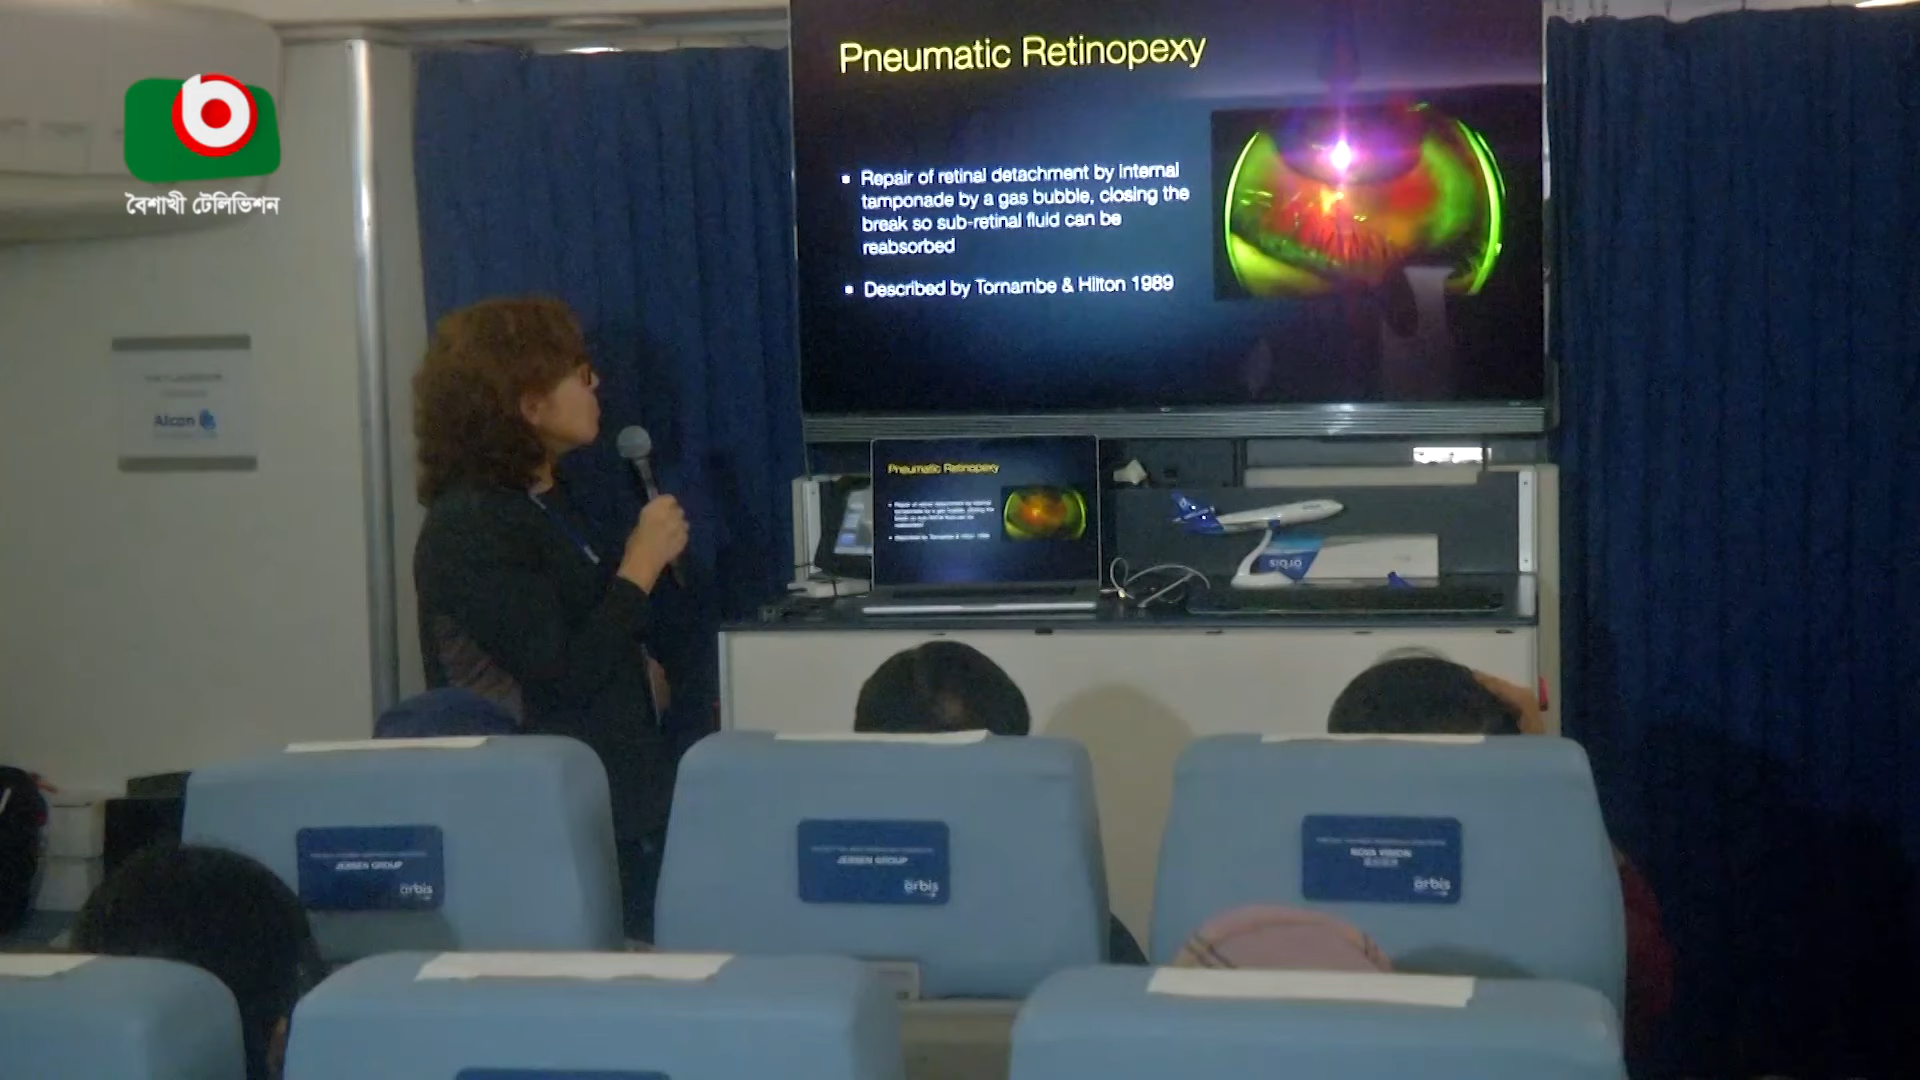 Pneumatic Retinopexy
বৈশাখী টেলিভিশন
Repair of retinal detachment by internal
tamponade by a gas bubble, closing the
break so sub-retinal fluid can be
reabsorbed
Described by Tornambe & Hilton 1989
Alcon
Pneumatic Retinopexy
orbis
JEBSEN GROUP
orbis
JEBSEN GROUP
orbis
NOVA VISION
orbis